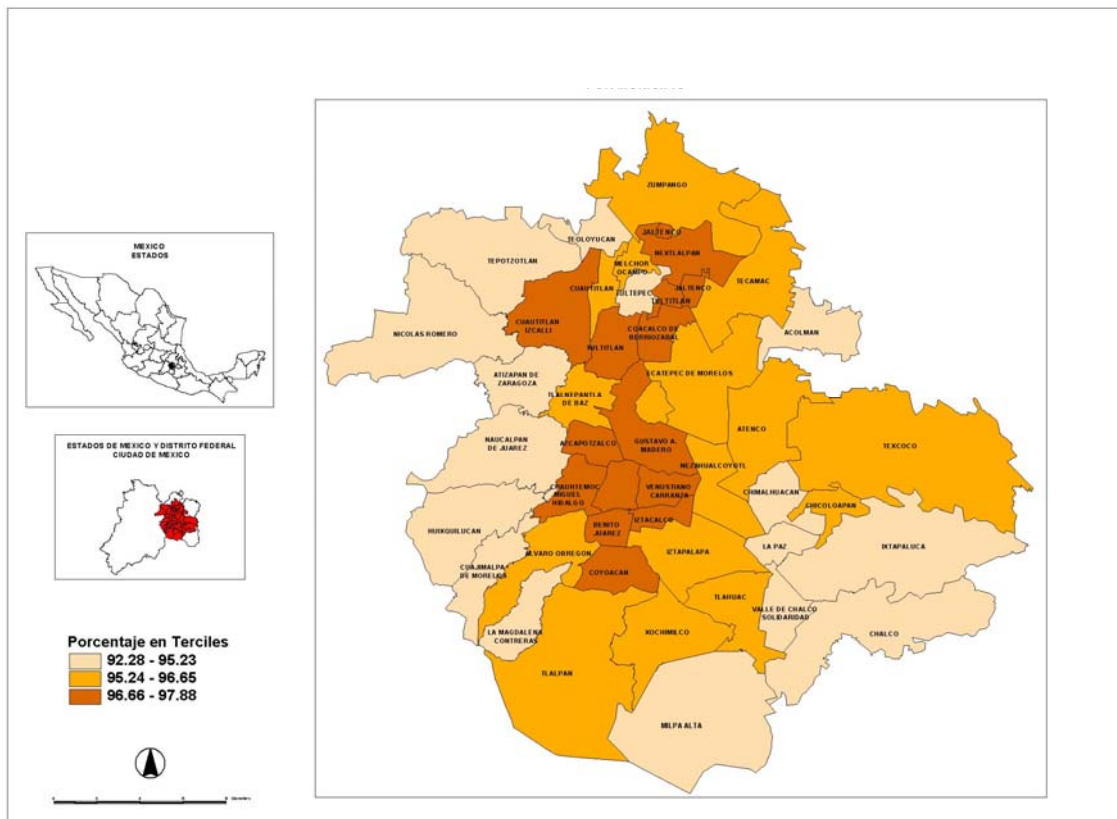 MEXICO
ESTADOS
ESTADOS DE MEXICO Y DISTRITO FEDERAL
CIUDAD DE MEXICO
Porcentaje en Terciles
92.28 - 95.23
95.24 - 96.65
96.66 - 97.88
ZUMPANGO
TEOLOYUCAN
JALTENCO
NEXTLALPAN
TEPOTZOTLAN
MELCHOR
OCAMPO
CUAUTITLAN
TULTEPEC
JALTENCO
TECAMAC
TULTITLAN
CUAUTITLAN
IZCALLI
COACALCO DE
BERRIOZABAL
NICOLAS ROMERO
ACOLMAN
TULTITLAN
ATIZAPAN DE
ZARAGOZA
ECATEPEC DE MORELOS
TLALNEPANTLA
DE BAZ
ATENCO
NAUCALPAN
DE JUAREZ
AZCAPOTZALCO
GUSTAVO A.
MADERO
TEXCOCO
NEZAHUALCOYOTL
CUAUHTEMOC
MIGUEL
HIDALGO
VENUSTIANO
CARRANZA
CHIMALHUACAN
CHICOLOAPAN
HUIXQUILUCAN
BENITO
JUAREZ
IZTACALCO
ALVARO OBREGON
IZTAPALAPA
LA PAZ
IXTAPALUCA
CUAJIMALPA
DE MORELOS
COYOACAN
TLAHUAC
VALLE DE CHALCO
SOLIDARIDAD
LA MAGDALENA
CONTRERAS
XOCHIMILCO
CHALCO
TLALPAN
MILPA ALTA